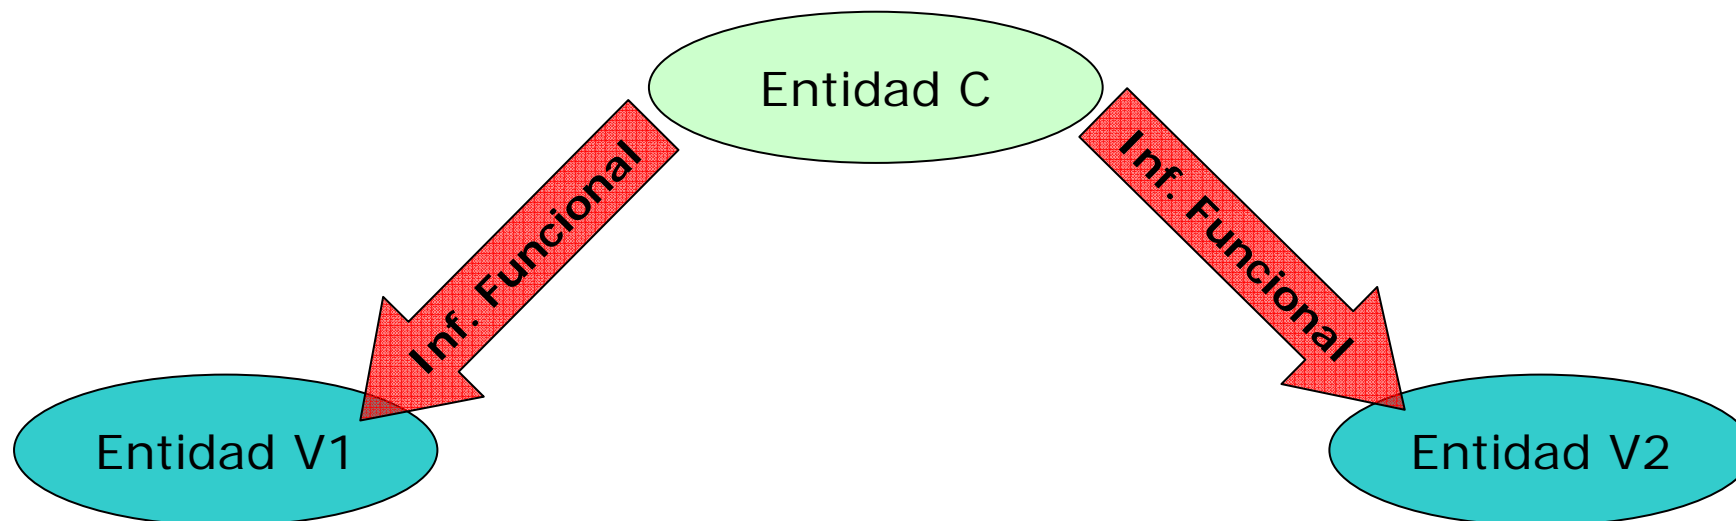 Entidad C
Inf. Funcional
Inf. Funcional
Entidad V1
Entidad V2